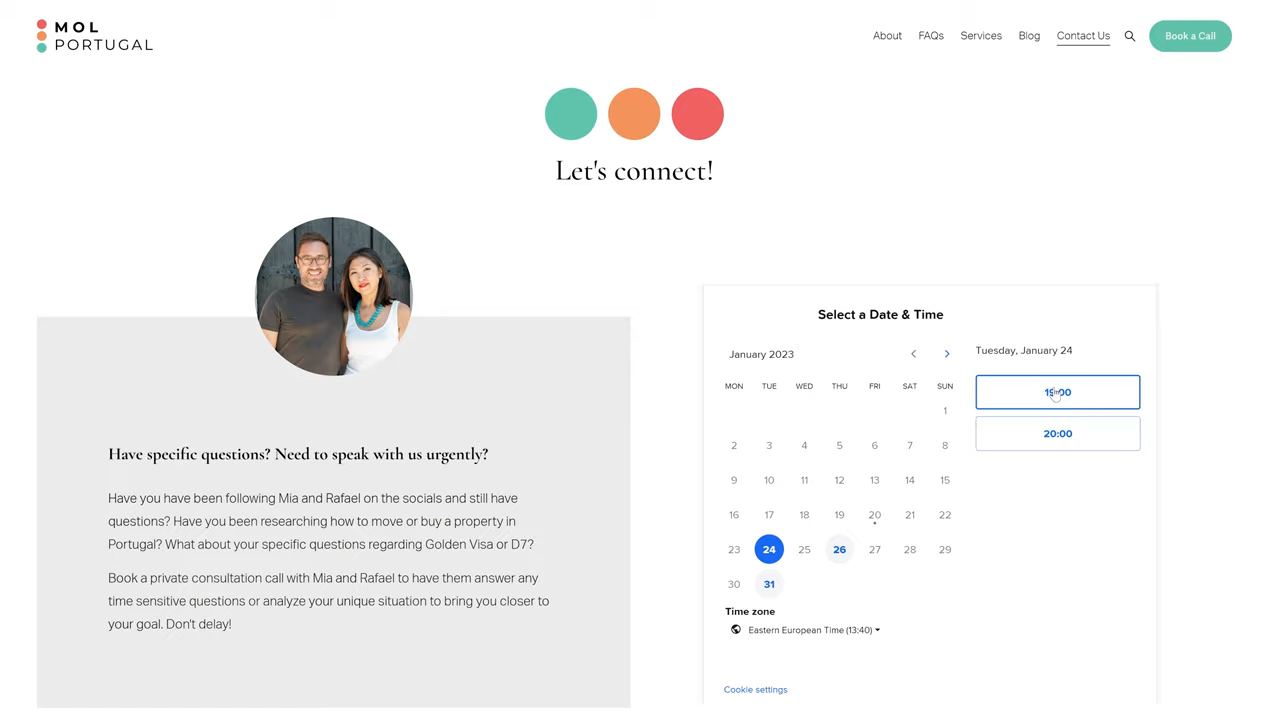 MOL
PORTUGAL
About
FAQs
Services
Blog
Contact Us
Book a Call
Let's connect!
Have specific questions? Need to speak with us urgently?
Have you have been following Mia and Rafael on the socials and still have
questions? Have you been researching how to move or buy a property in
Portugal? What about your specific questions regarding Golden Visa or D7?
Book a private consultation call with Mia and Rafael to have them answer any
time sensitive questions or analyze your unique situation to bring you closer to
your goal. Don't delay!
Select a Date & Time
January 2023
MON TUE WED THU FRI SAT SUN
1
2 3 4 5 6 7 8
9 10 11 12 13 14 15
16 17 18 19 20 21 22
23 24 25 26 27 28 29
30 31
Time zone
Eastern European Time (13:40)
Cookie settings
Tuesday, January 24
20:00